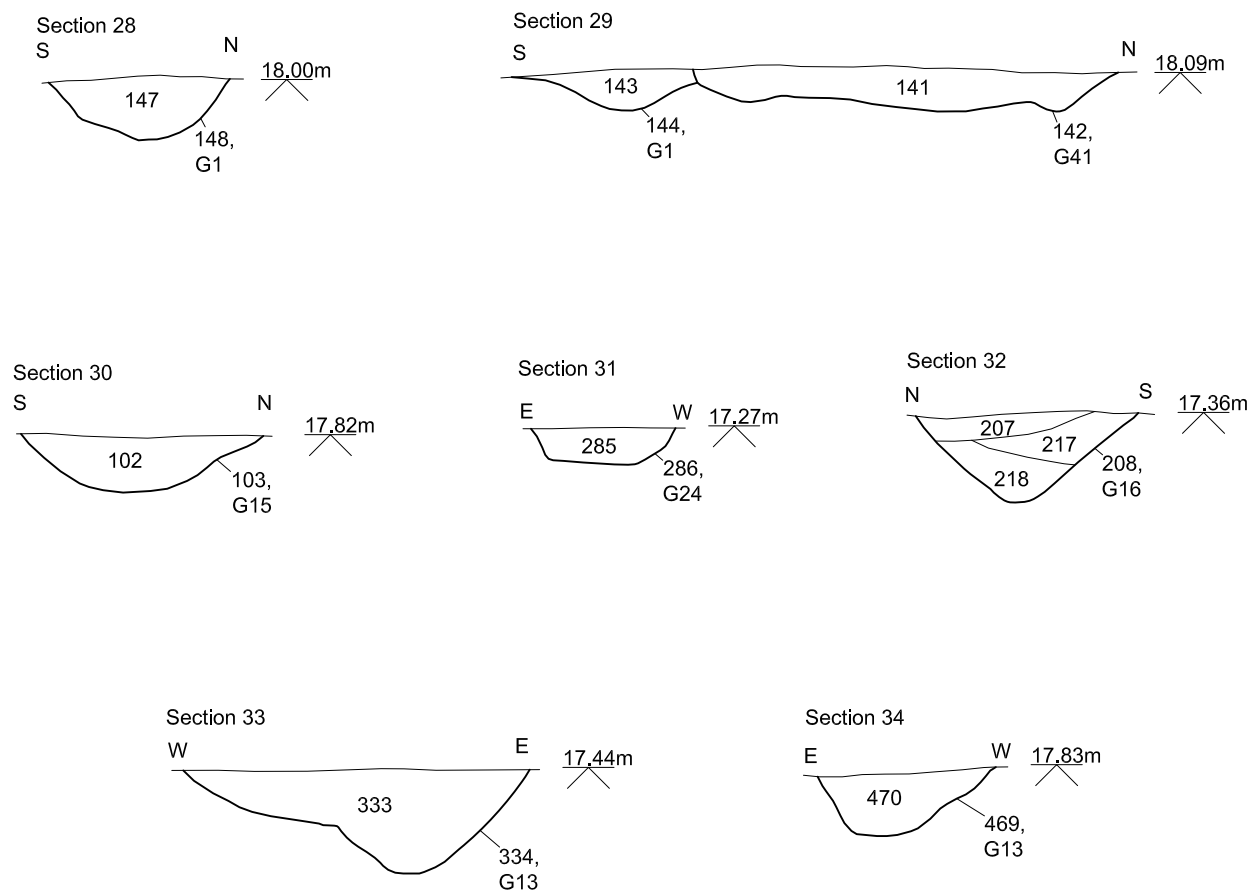 Section 28
S
N
18.00m
147
148,
G1
Section 29
S
N
18.09m
143
141
144,
G1
142,
G41
Section 30
S
N
17.82m
102
103,
G15
Section 31
E
W
17.27m
285
286,
G24
Section 32
N
S
17.36m
207
217
218
208,
G16
Section 33
W
E
17.44m
333
334,
G13
Section 34
E
W
17.83m
470
469,
G13